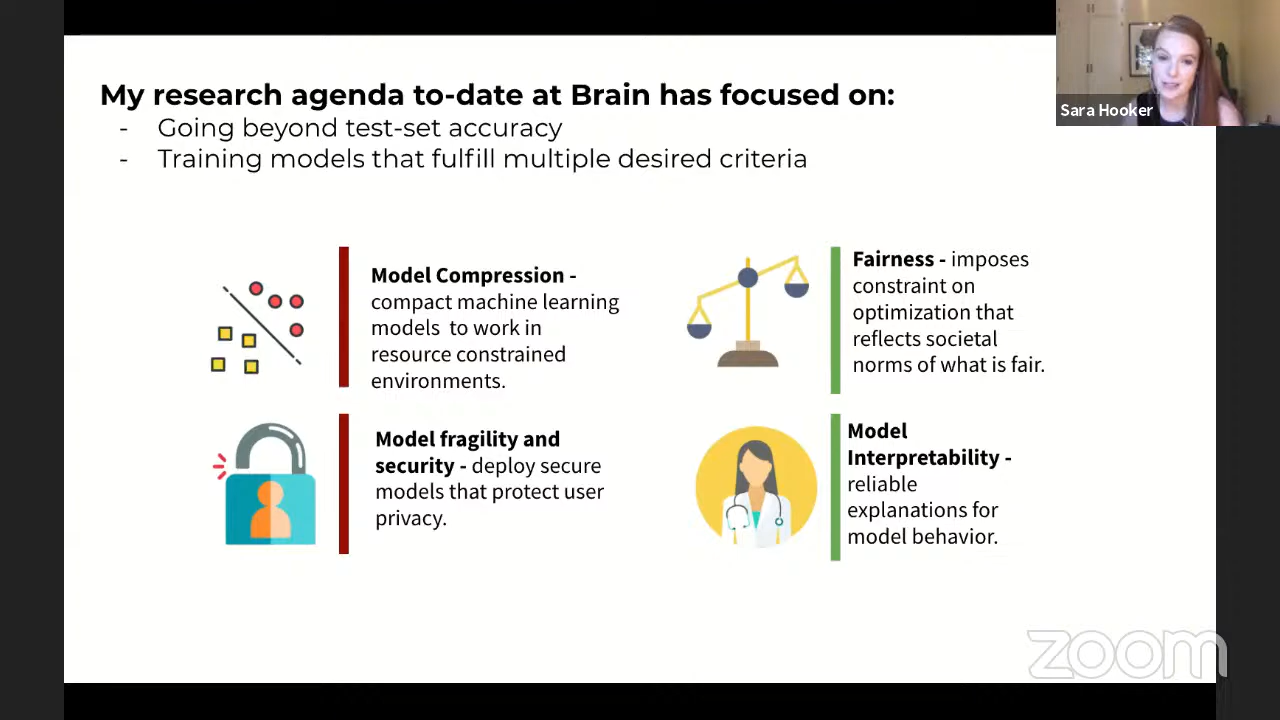 My research agenda to-date at Brain has focused on:
- Going beyond test-set accuracy
- Training models that fulfill multiple desired criteria
Sara Hooker
Model Compression -
compact machine learning
models to work in
resource constrained
environments.
Fairness - imposes
constraint on
optimization that
reflects societal
norms of what is fair.
Model fragility and
security - deploy secure
models that protect user
privacy.
Model
Interpretability -
reliable
explanations for
model behavior.
zoom